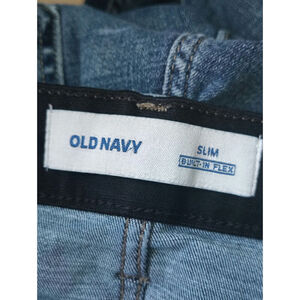 OLD NAVY
SLIM
BUILT-IN FLEX